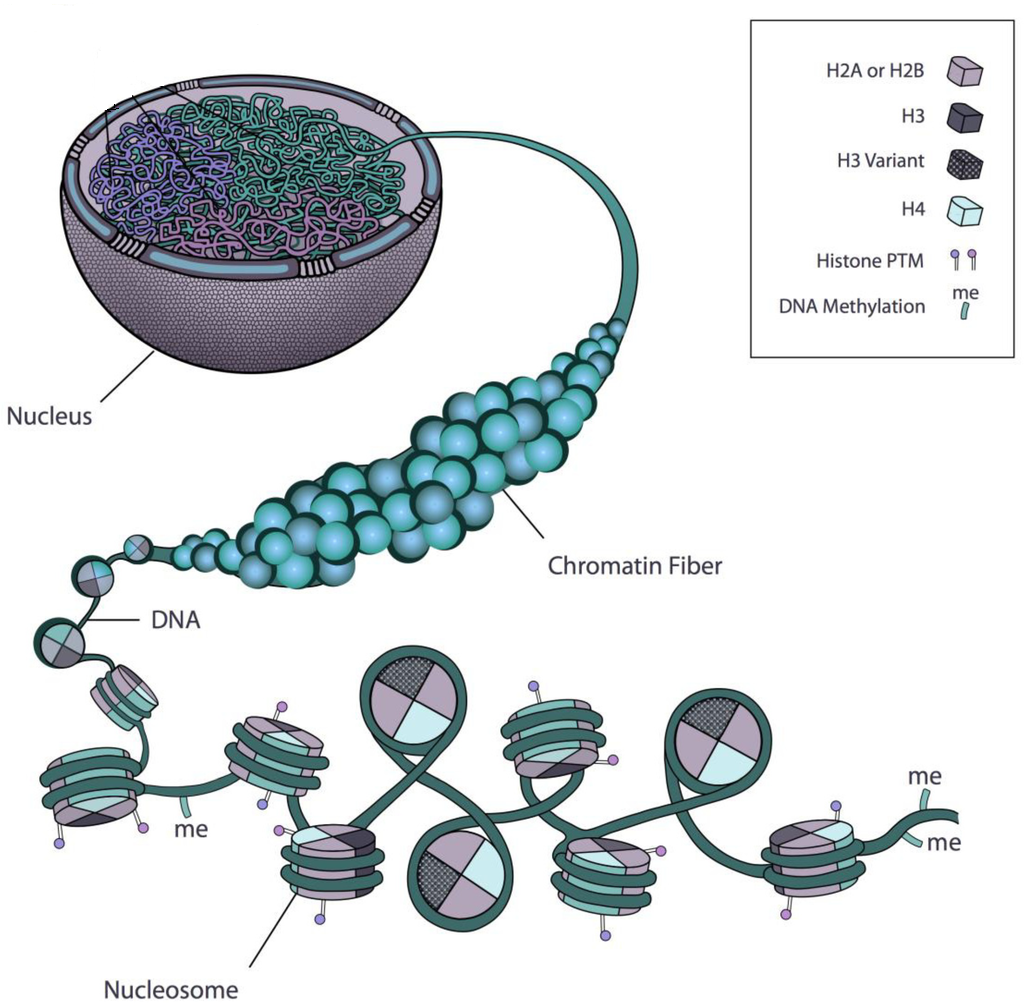 H2A or H2B
H3
H3 Variant
H4
Histone PTM
me
DNA Methylation
Nucleus
Chromatin Fiber
DNA
me
me
me
Nucleosome